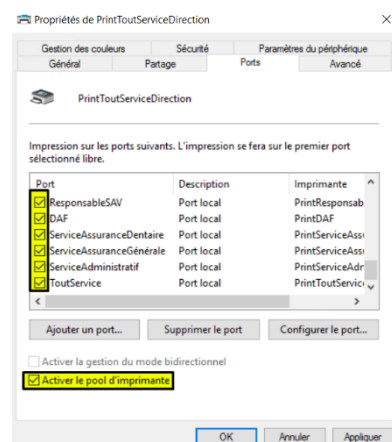 Propriétés de PrintToutServiceDirection
Gestion des couleurs Sécurité Paramètres du périphérique
Général Partage Ports Avancé
PrintToutServiceDirection
Impression sur les ports suivants. L'impression se fera sur le premier port
sélectionné libre.
Port Description Imprimante
ResponsableSAV Port local PrintResponsab
DAF Port local PrintDAF
ServiceAssuranceDentaire Port local PrintServiceAssu
ServiceAssuranceGénérale Port local PrintServiceAssu
ServiceAdministratif Port local PrintServiceAdr
ToutService Port local PrintToutService
Ajouter un port... Supprimer le port Configurer le port...
Activer la gestion du mode bidirectionnel
Activer le pool d'imprimante
OK Annuler Appliquer